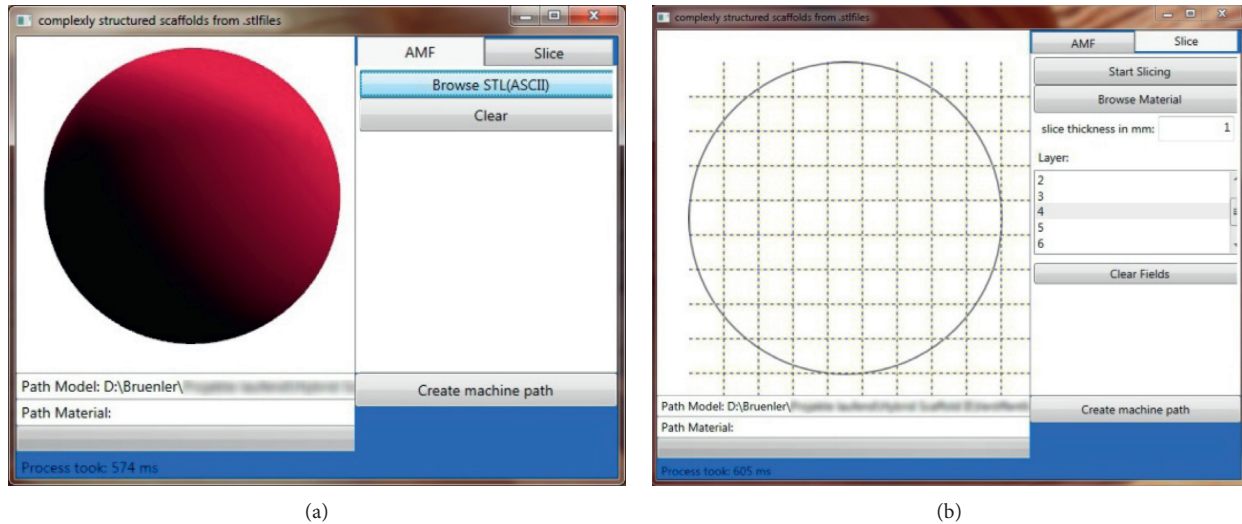 complexly structured scaffolds from .stlfiles
AMF Slice
Browse STL(ASCII)
Clear
Path Model: D:\Bruenler\
Path Material:
Create machine path
Process took: 574 ms
(a)
complexly structured scaffolds from .stlfiles
AMF Slice
Start Slicing
Browse Material
slice thickness in mm: 1
Layer:
2
3
4
5
6
Clear Fields
Path Model: D:\Bruenler\
Path Material:
Create machine path
Process took: 605 ms
(b)